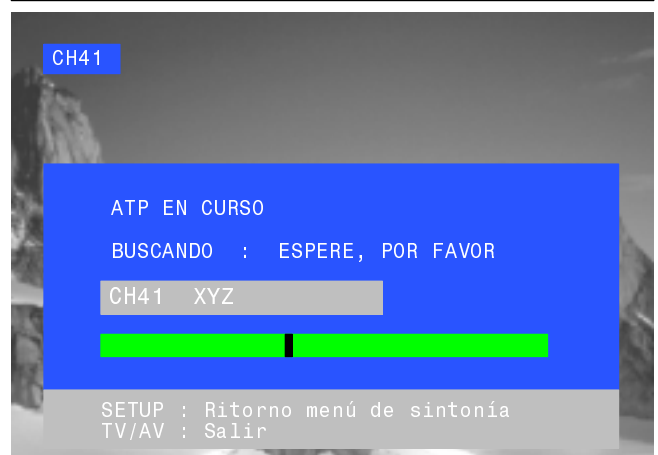 CH41
ATP EN CURSO
BUSCANDO : ESPERE, POR FAVOR
CH41 XYZ
SETUP : Ritorno menú de sintonía
TV/AV : Salir